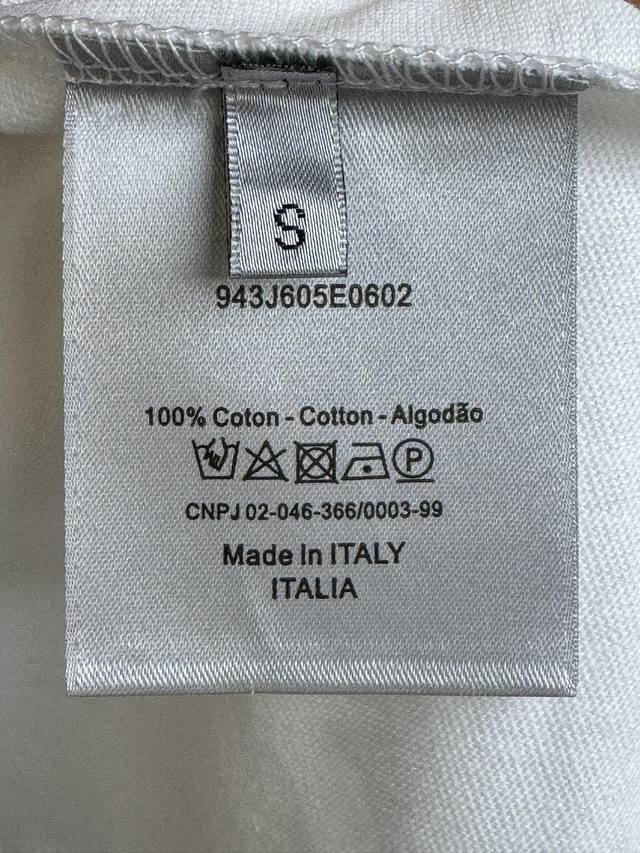 S
943J605E0602
100% Coton - Cotton - Algodão
P
CNPJ 02-046-366/0003-99
Made In ITALY
ITALIA